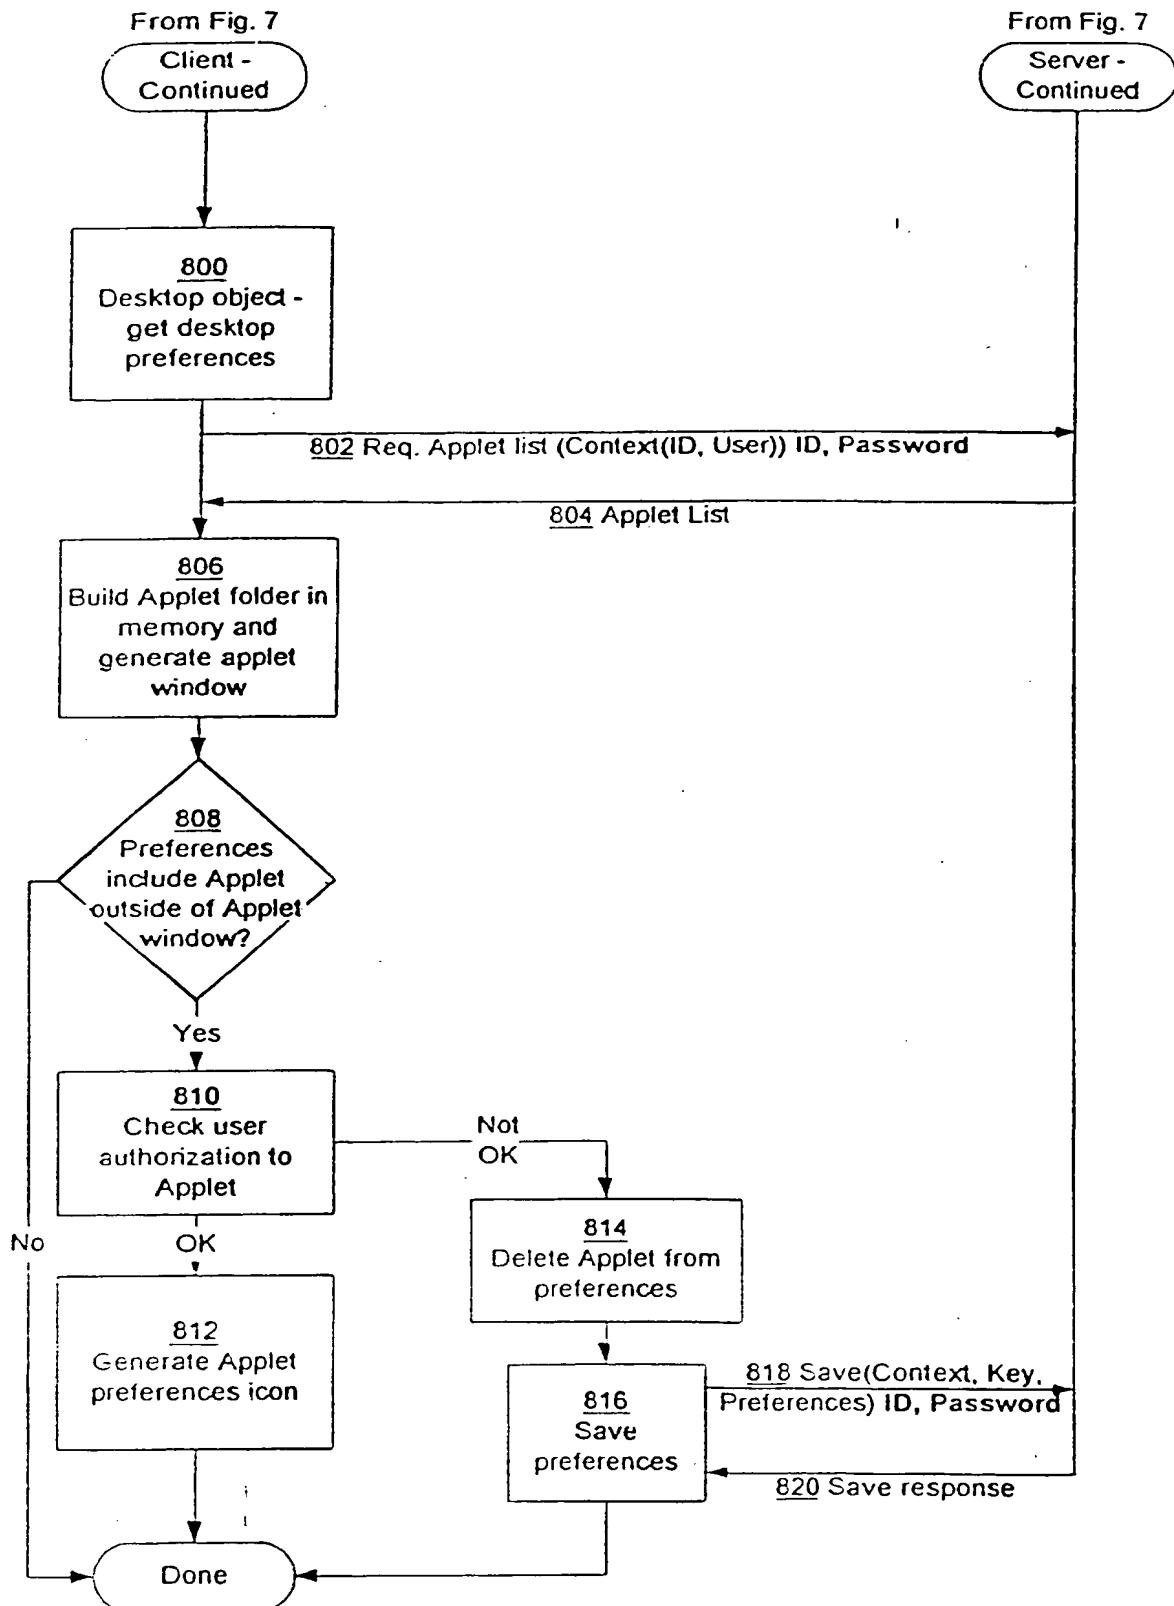 From Fig. 7
Client -
Continued
From Fig. 7
Server -
Continued
800
Desktop object -
get desktop
preferences
802 Req. Applet list (Context(ID, User)) ID, Password
804 Applet List
806
Build Applet folder in
memory and
generate applet
window
808
Preferences
include Applet
outside of Applet
window?
Yes
810
Check user
authorization to
Applet
Not
OK
No
OK
814
Delete Applet from
preferences
812
Generate Applet
preferences icon
816
Save
preferences
818 Save(Context, Key,
Preferences) ID, Password
820 Save response
Done